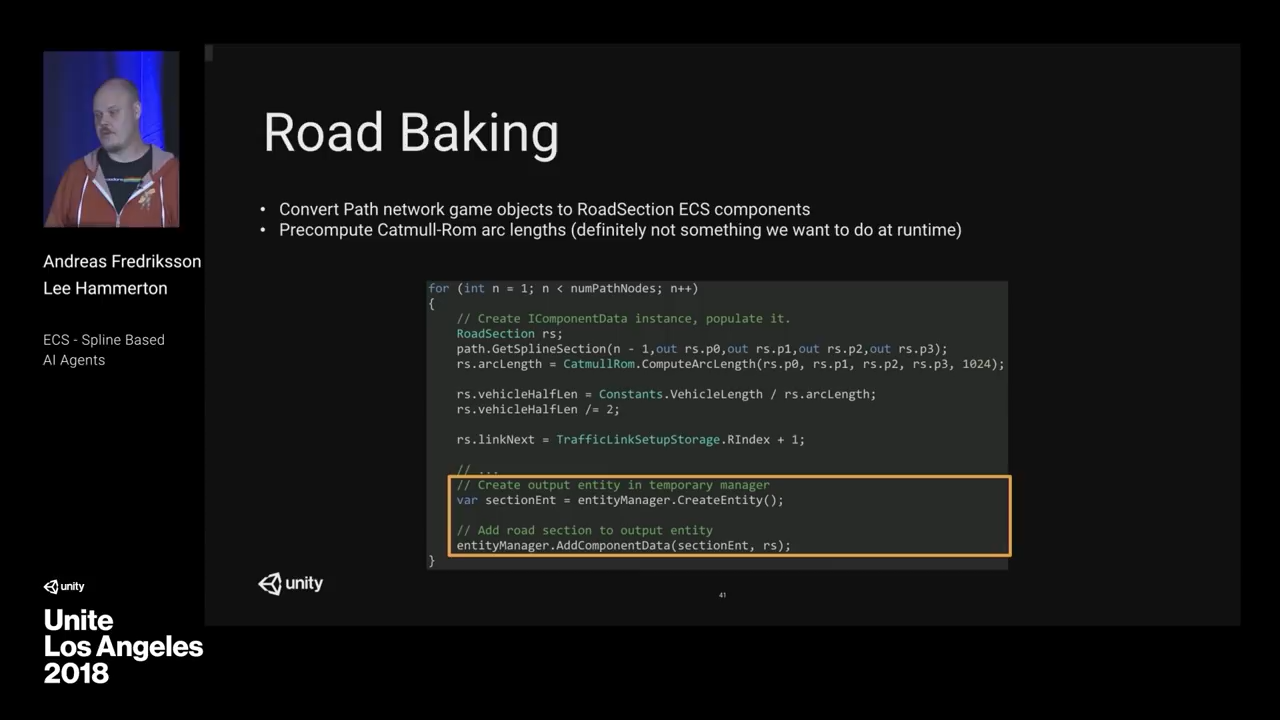 Road Baking
• Convert Path network game objects to RoadSection ECS components
• Precompute Catmull-Rom arc lengths (definitely not something we want to do at runtime)
for (int n = 1; n < numPathNodes; n++)
{
// Create IComponentData instance, populate it.
RoadSection rs;
path.GetSplineSection(n - 1,out rs.p0,out rs.p1,out rs.p2,out rs.p3);
rs.arcLength = CatmullRom.ComputeArcLength(rs.p0, rs.p1, rs.p2, rs.p3, 1024);
rs.vehicleHalfLen = Constants.VehicleLength / rs.arcLength;
rs.vehicleHalfLen /= 2;
rs.linkNext = TrafficLinkSetupStorage.RIndex + 1;
// ...
// Create output entity in temporary manager
var sectionEnt = entityManager.CreateEntity();
// Add road section to output entity
entityManager.AddComponentData(sectionEnt, rs);
}
unity
41
Andreas Fredriksson
Lee Hammerton
ECS - Spline Based
AI Agents
unity
Unite
Los Angeles
2018